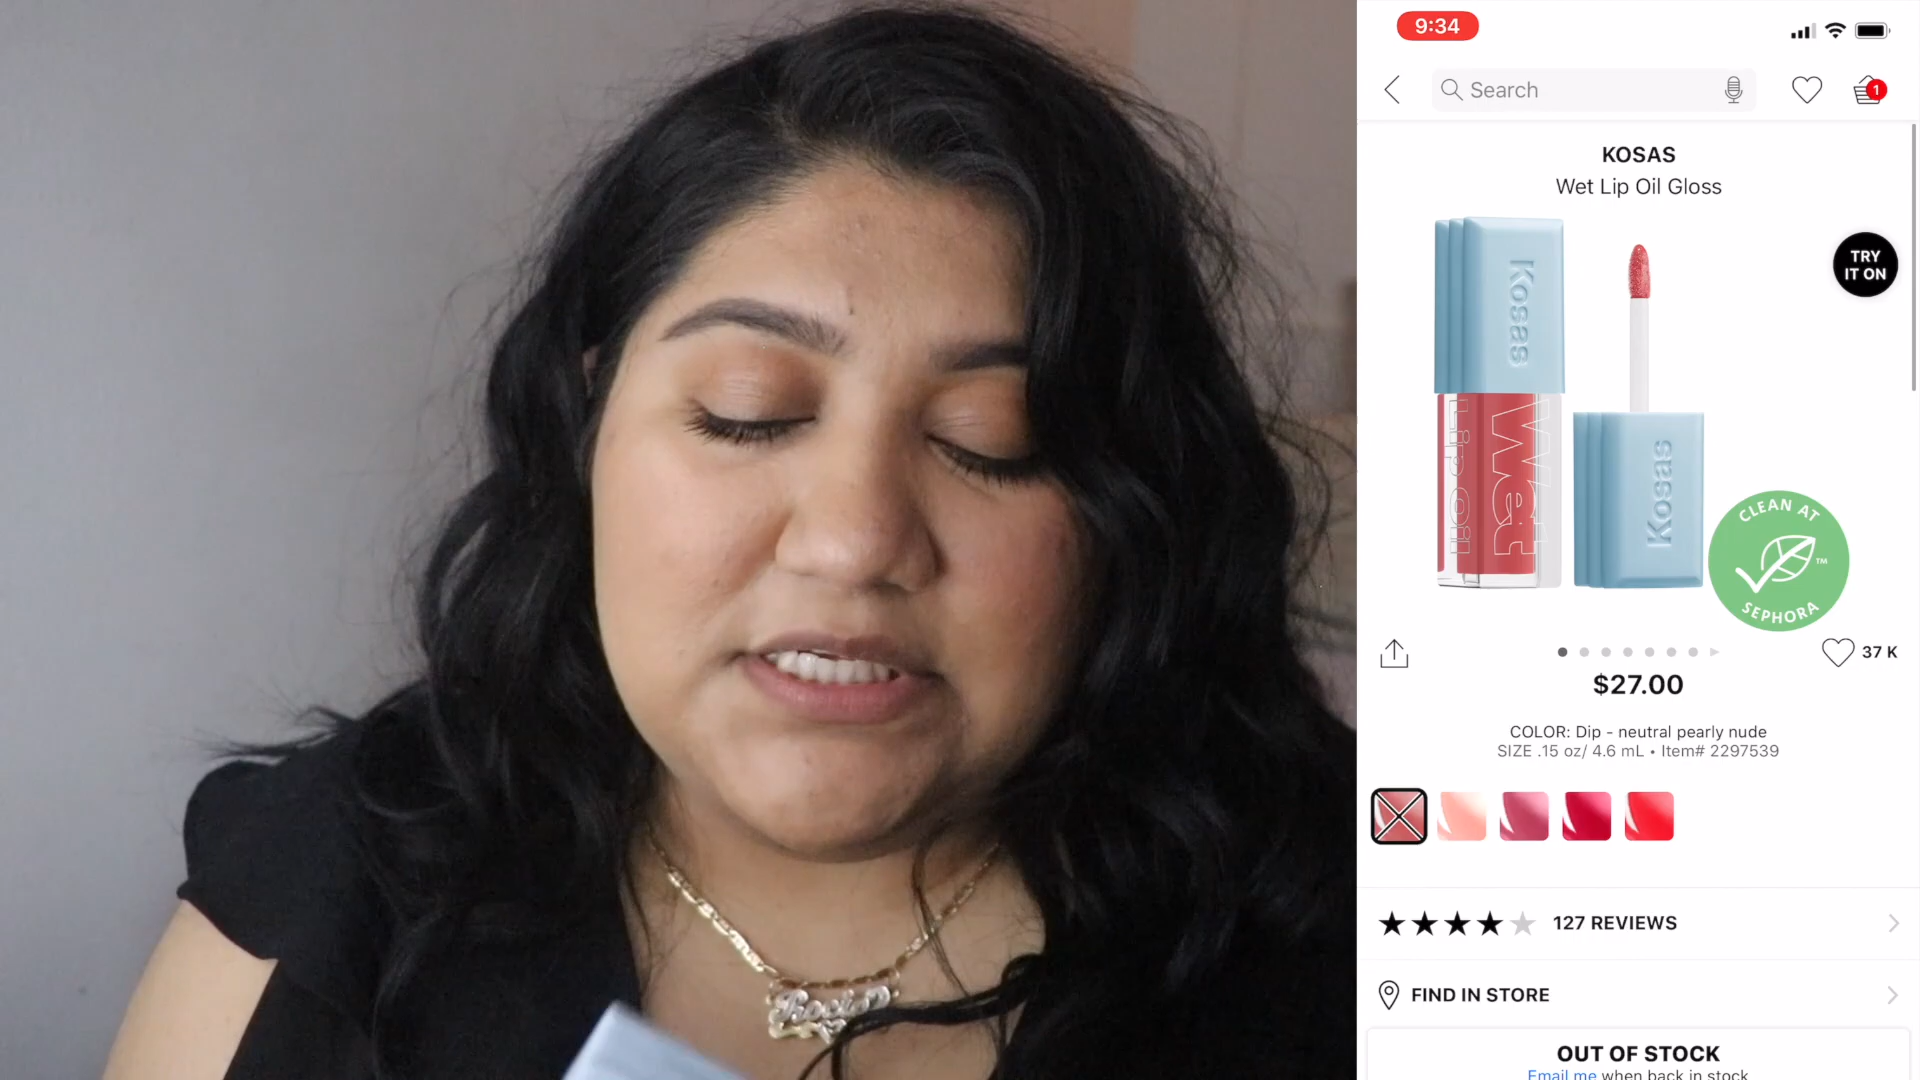 9:34
Search
1
KOSAS
Wet Lip Oil Gloss
TRY
IT ON
Kosas
Wet
Lip Oil
Kosas
CLEAN AT
SEPHORA
TM
37 K
$27.00
COLOR: Dip - neutral pearly nude
SIZE .15 oz/ 4.6 mL • Item# 2297539
127 REVIEWS
FIND IN STORE
OUT OF STOCK
Email me when back in stock